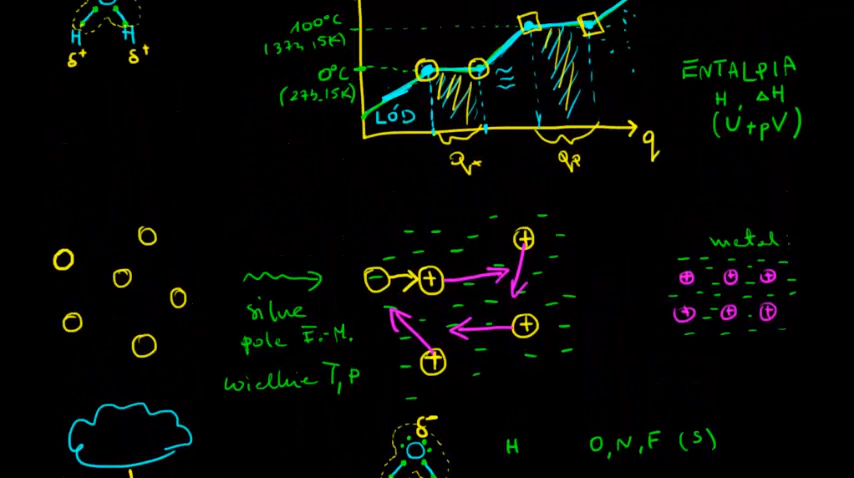 H H
δ+ δ+
100°C
(373,15K)
0°C
(273,15K)
LÓD
q
Qt
Qp
ENTALPIA
H, ΔH
(U+pV)
silne
pole E.-M.
wielkie T, p
metal:
δ-
H O, N, F (S)